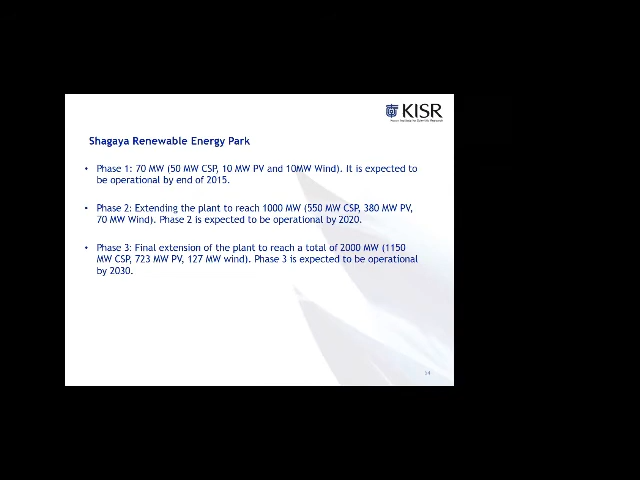 KISR
Shagaya Renewable Energy Park
• Phase 1: 70 MW (50 MW CSP, 10 MW PV and 10MW Wind). It is expected to
be operational by end of 2015.
• Phase 2: Extending the plant to reach 1000 MW (550 MW CSP, 380 MW PV,
70 MW Wind). Phase 2 is expected to be operational by 2020.
• Phase 3: Final extension of the plant to reach a total of 2000 MW (1150
MW CSP, 723 MW PV, 127 MW wind). Phase 3 is expected to be operational
by 2030.